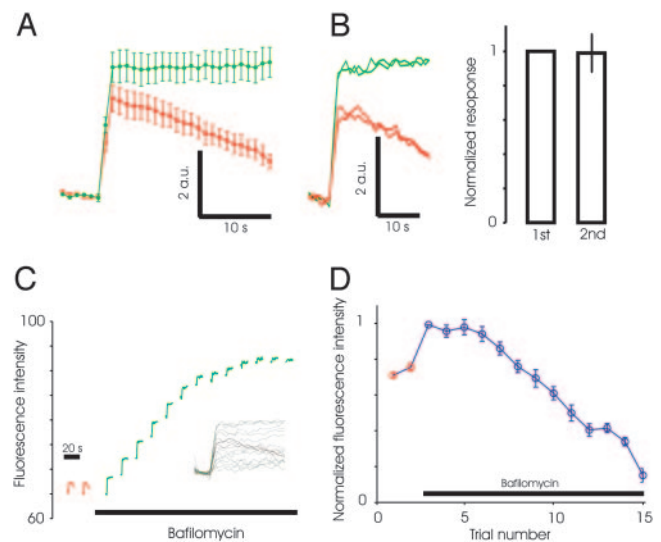 A
2 a.u.
10 s
B
2 a.u.
10 s
Normalized resoponse
1
0
1st
2nd
C
Fluorescence intensity
100
60
20 s
Bafilomycin
D
Normalized fluorescence intensity
1
0
Bafilomycin
0
5
10
15
Trial number